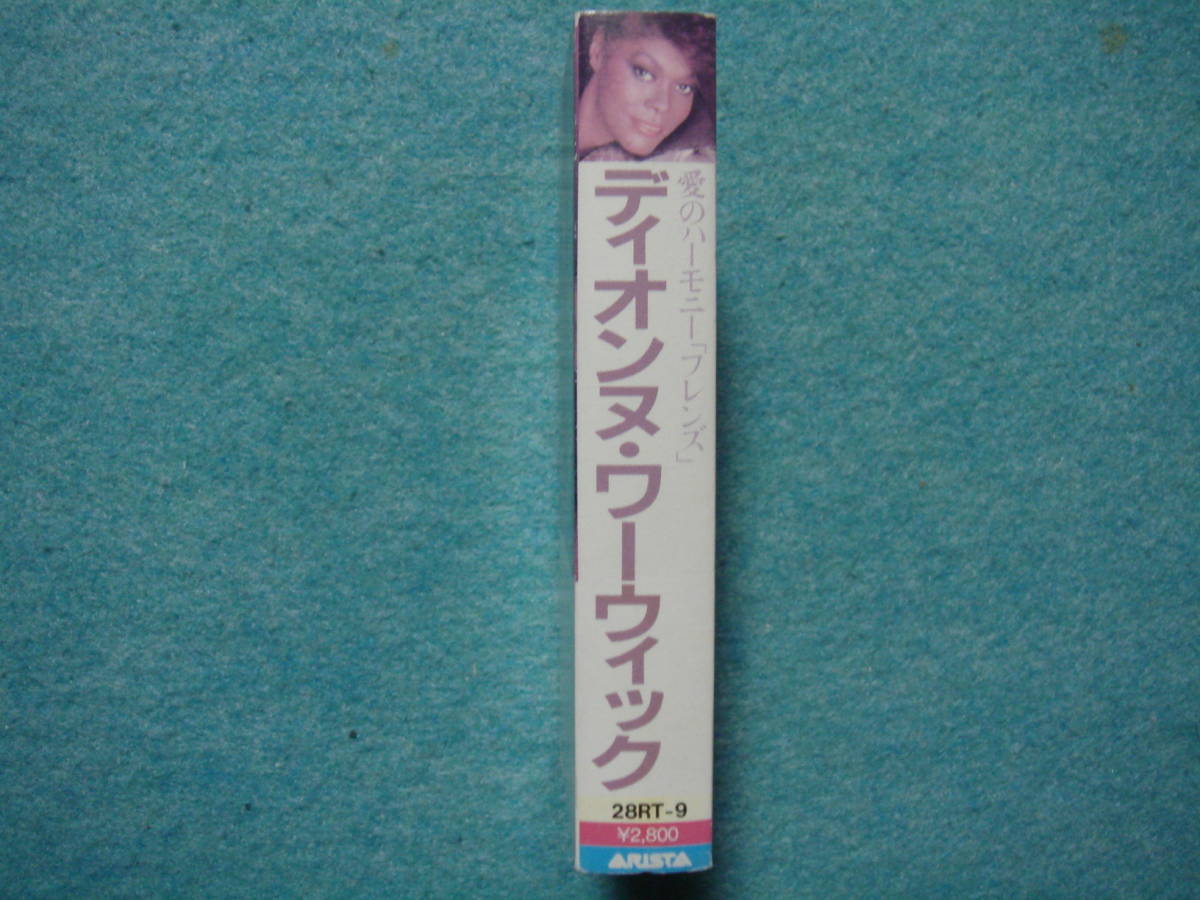 愛のハーモニー「フレンズ」
ディオンヌ・ワーウィック
28RT-9
¥2,800
ARISTA